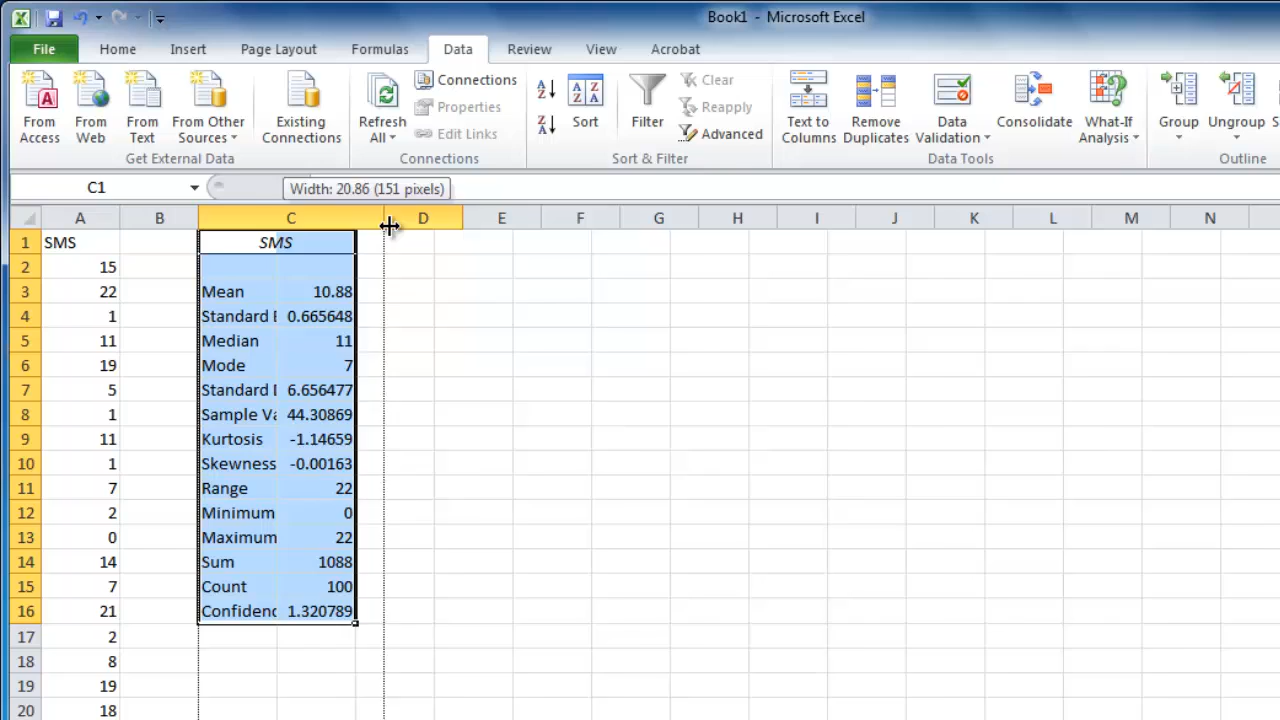 Book1 - Microsoft Excel
File Home Insert Page Layout Formulas Data Review View Acrobat
From Access
From Web
From Text
From Other Sources
Existing Connections
Get External Data
Refresh All
Connections
Properties
Edit Links
Connections
Sort
Filter
Clear
Reapply
Advanced
Sort & Filter
Text to Columns
Remove Duplicates
Data Validation
Consolidate
What-If Analysis
Data Tools
Group
Ungroup
Outline
C1
Width: 20.86 (151 pixels)
A B C D E F G H I J K L M N
1 SMS SMS
2 15
3 22 Mean 10.88
4 1 Standard 0.665648
5 11 Median 11
6 19 Mode 7
7 5 Standard 6.656477
8 1 Sample Va 44.30869
9 11 Kurtosis -1.14659
10 1 Skewness -0.00163
11 7 Range 22
12 2 Minimum 0
13 0 Maximum 22
14 14 Sum 1088
15 7 Count 100
16 21 Confidenc 1.320789
17 2
18 8
19 19
20 18